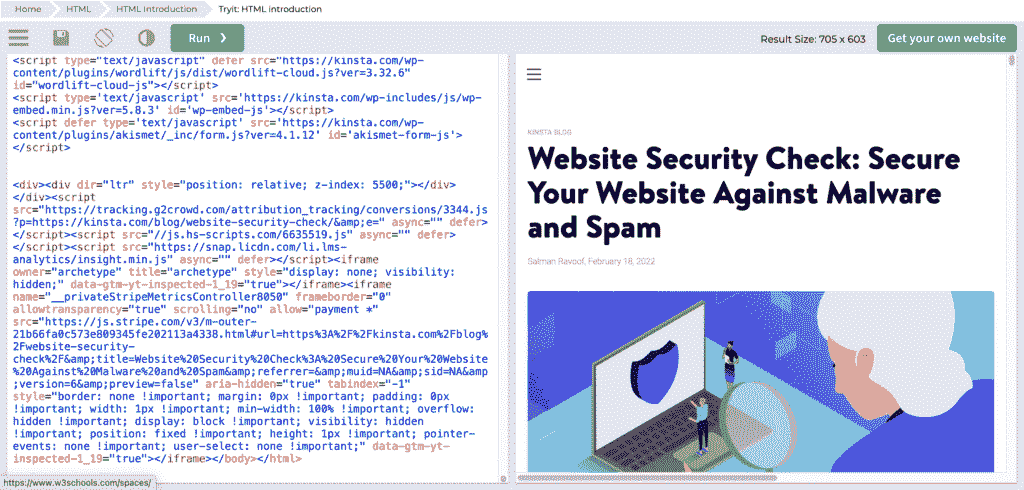 Home HTML HTML Introduction Tryit: HTML introduction
Run ❯ Result Size: 705 x 603 Get your own website
<script type="text/javascript" defer src="https://kinsta.com/wp-
content/plugins/wordlift/js/dist/wordlift-cloud.js?ver=3.32.6"
id="wordlift-cloud-js"></script>
<script type='text/javascript' src='https://kinsta.com/wp-includes/js/wp-
embed.min.js?ver=5.8.3' id='wp-embed-js'></script>
<script defer type='text/javascript' src='https://kinsta.com/wp-
content/plugins/akismet/_inc/form.js?ver=4.1.12' id='akismet-form-js'>
</script>
<div><div dir="ltr" style="position: relative; z-index: 5500;"></div>
</div><script
src="https://tracking.g2crowd.com/attribution_tracking/conversions/3344.js
?p=https://kinsta.com/blog/website-security-check/&amp;e=" async="" defer>
</script><script src="//js.hs-scripts.com/6635519.js" async="" defer>
</script><script src="https://snap.licdn.com/li.lms-
analytics/insight.min.js" async="" defer></script><iframe
owner="archetype" title="archetype" style="display: none; visibility:
hidden;" data-gtm-yt-inspected-1_19="true"></iframe><iframe
name="__privateStripeMetricsController8050" frameborder="0"
allowtransparency="true" scrolling="no" allow="payment *"
src="https://js.stripe.com/v3/m-outer-
21b66fa0c573e809345fe202113a4338.html#url=https%3A%2F%2Fkinsta.com%2Fblog%
2Fwebsite-security-
check%2F&amp;title=Website%20Security%20Check%3A%20Secure%20Your%20Website
%20Against%20Malware%20and%20Spam&amp;referrer=&amp;muid=NA&amp;sid=NA&amp
;version=6&amp;preview=false" aria-hidden="true" tabindex="-1"
style="border: none !important; margin: 0px !important; padding: 0px
!important; width: 1px !important; min-width: 100% !important; overflow:
hidden !important; display: block !important; visibility: hidden
!important; position: fixed !important; height: 1px !important; pointer-
events: none !important; user-select: none !important;" data-gtm-yt-
inspected-1_19="true"></iframe></body></html>
https://www.w3schools.com/spaces/
KINSTA BLOG
Website Security Check: Secure
Your Website Against Malware
and Spam
Salman Ravoof, February 18, 2022